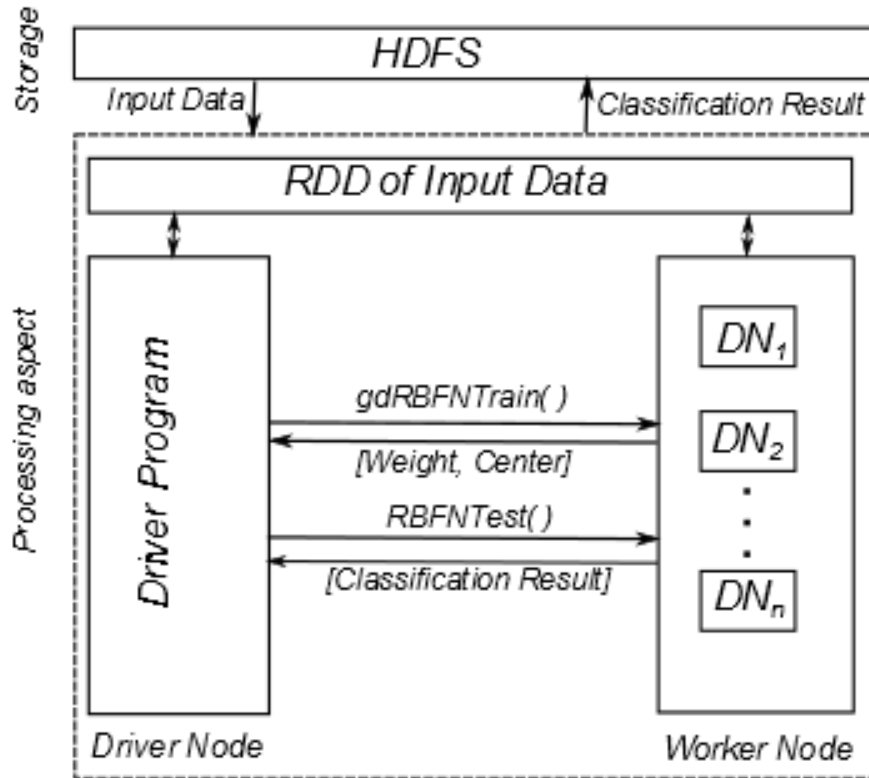 Storage
HDFS
Input Data
Classification Result
RDD of Input Data
Processing aspect
Driver Program
DN1
gdRBFNTrain( )
[Weight, Center]
DN2
RBFNTest( )
[Classification Result]
DNn
Driver Node
Worker Node